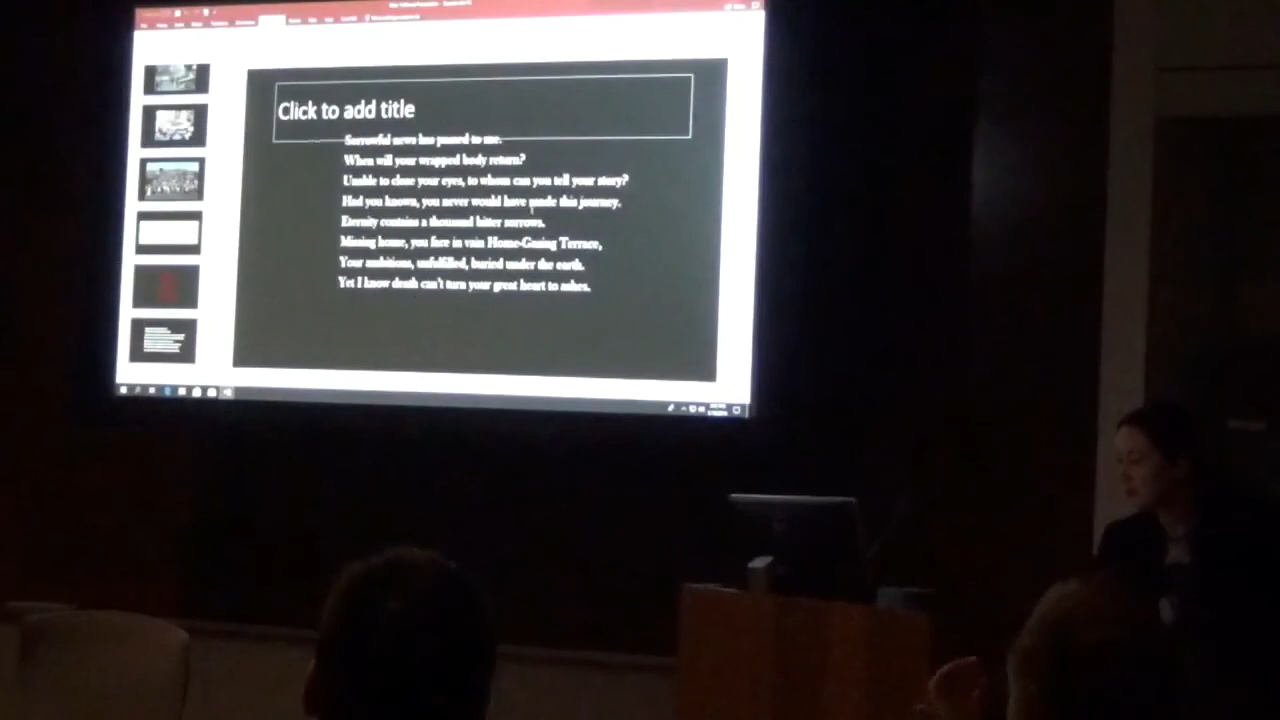 Click to add title
Sorrowful news has passed to me.
When will your wrapped body return?
Unable to close your eyes, to whom can you tell your story?
Had you known, you never would have made this journey.
Eternity contains a thousand bitter sorrows.
Missing home, you face in vain Home-Gazing Terrace,
Your ambitions, unfulfilled, buried under the earth.
Yet I know death can't turn your great heart to ashes.